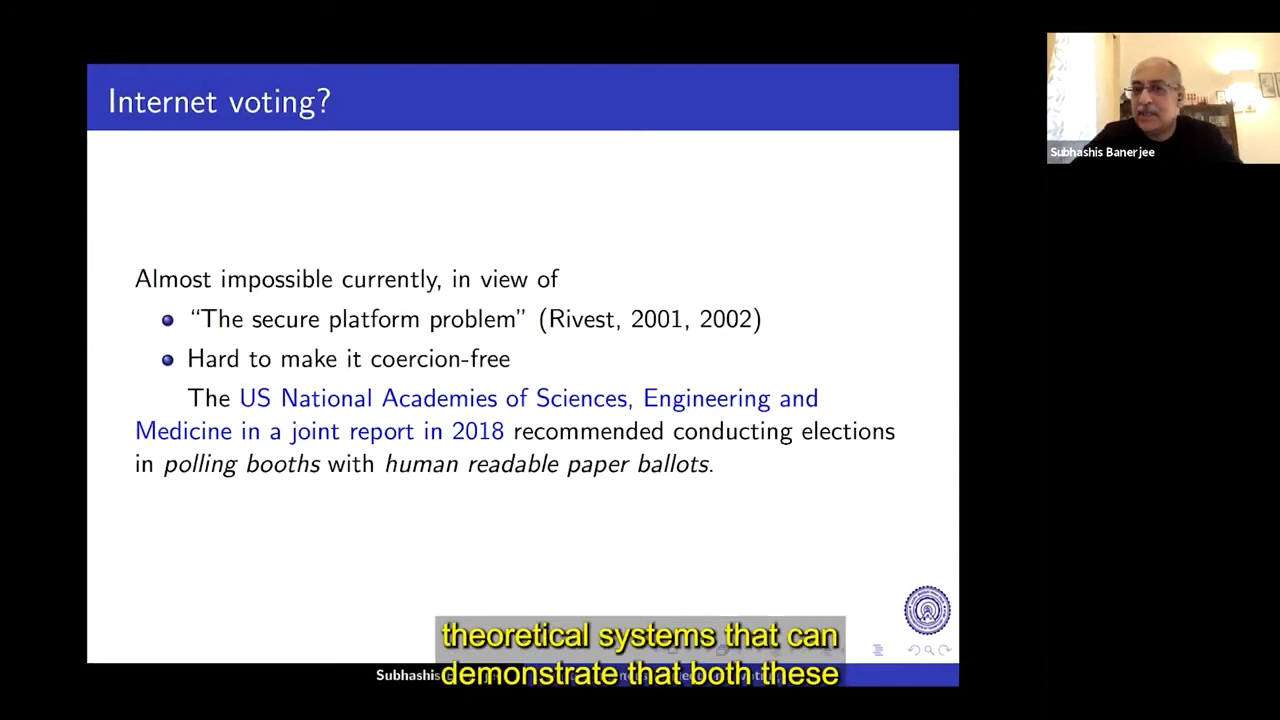 Internet voting?
Subhashis Banerjee
Almost impossible currently, in view of
“The secure platform problem” (Rivest, 2001, 2002)
Hard to make it coercion-free
The US National Academies of Sciences, Engineering and
Medicine in a joint report in 2018 recommended conducting elections
in polling booths with human readable paper ballots.
theoretical systems that can
demonstrate that both these
Subhashis